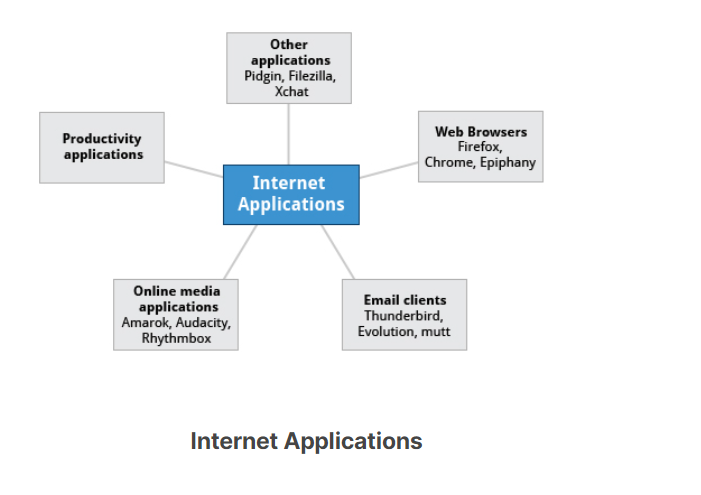 Other
applications
Pidgin, Filezilla,
Xchat
Productivity
applications
Web Browsers
Firefox,
Chrome, Epiphany
Internet
Applications
Online media
applications
Amarok, Audacity,
Rhythmbox
Email clients
Thunderbird,
Evolution, mutt
Internet Applications